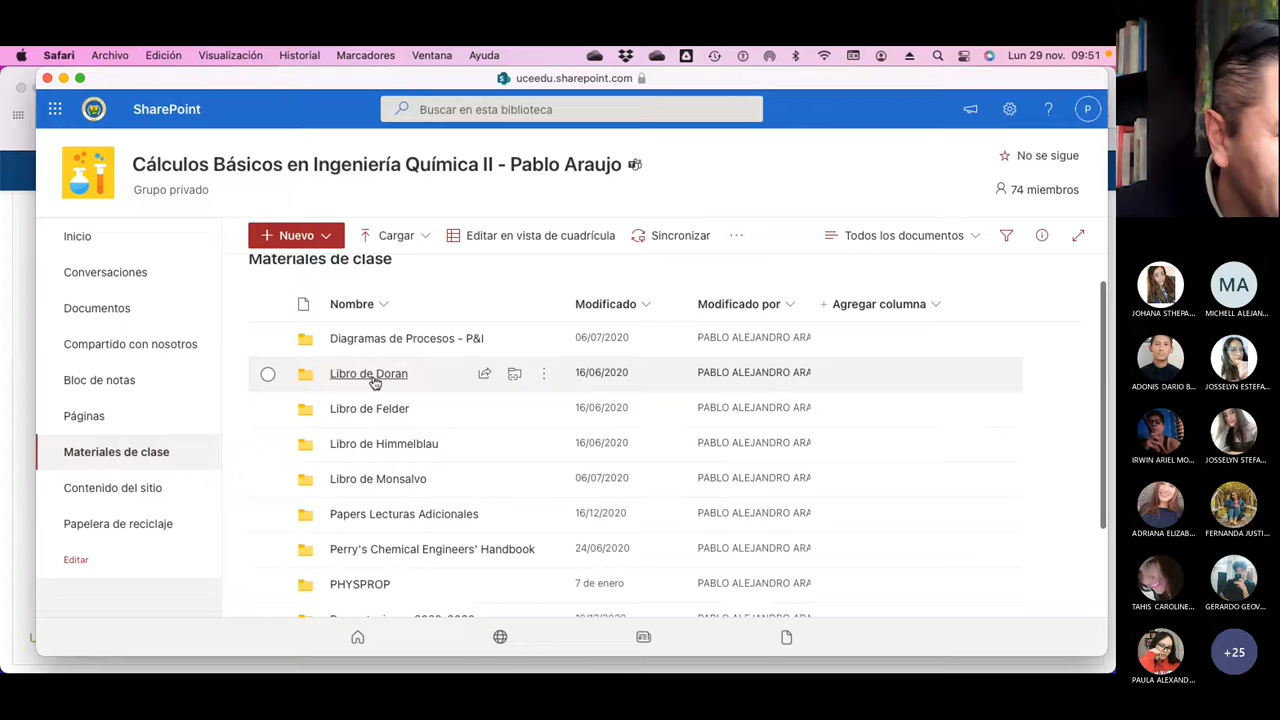 Safari Archivo Edición Visualización Historial Marcadores Ventana Ayuda Lun 29 nov. 09:51
uceedu.sharepoint.com
SharePoint Buscar en esta biblioteca ? P
Cálculos Básicos en Ingeniería Química II - Pablo Araujo No se sigue
Grupo privado 74 miembros
Inicio
Conversaciones
Documentos
Compartido con nosotros
Bloc de notas
Páginas
Materiales de clase
Contenido del sitio
Papelera de reciclaje
Editar
+ Nuevo Cargar Editar en vista de cuadrícula Sincronizar ... Todos los documentos
Materiales de clase
Nombre Modificado Modificado por + Agregar columna
Diagramas de Procesos - P&I 06/07/2020 PABLO ALEJANDRO ARA
Libro de Doran 16/06/2020 PABLO ALEJANDRO ARA
Libro de Felder 16/06/2020 PABLO ALEJANDRO ARA
Libro de Himmelblau 16/06/2020 PABLO ALEJANDRO ARA
Libro de Monsalvo 06/07/2020 PABLO ALEJANDRO ARA
Papers Lecturas Adicionales 16/12/2020 PABLO ALEJANDRO ARA
Perry's Chemical Engineers' Handbook 24/06/2020 PABLO ALEJANDRO ARA
PHYSPROP 7 de enero PABLO ALEJANDRO ARA
MA
JOHANA STHEPA... MICHELL ALEJAN...
ADONIS DARIO B... JOSSELYN STEFA...
IRWIN ARIEL MO... JOSSELYN STEFA...
ADRIANA ELIZAB... FERNANDA JUSTI...
TAHIS CAROLINE... GERARDO GEOV...
+25
PAULA ALEXAND...